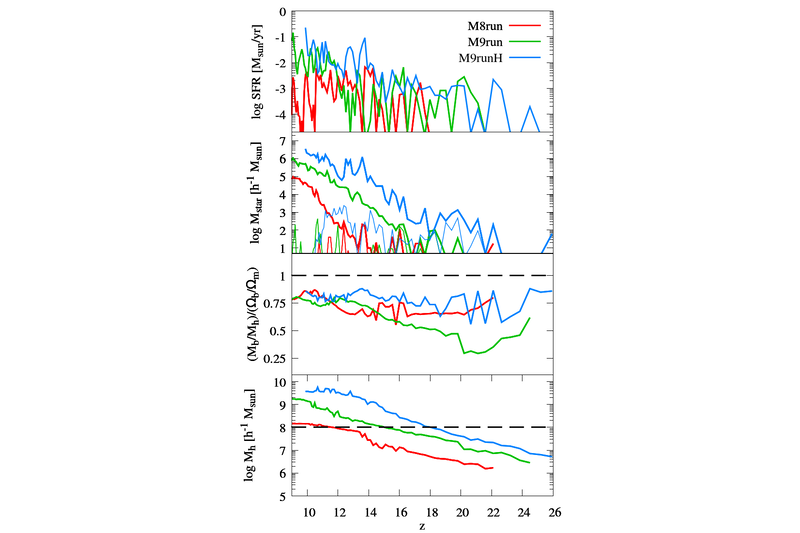 0
-1
-2
-3
-4
log SFR [M_sun/yr)
M8run
M9run
M9runH
7
6
5
4
3
2
1
log M_star [h^-1 M_sun]
1
0.75
0.5
0.25
(M_b/M_h)/(Ω_b/Ω_m)
10
9
8
7
6
5
log M_h [h^-1 M_sun]
10 12 14 16 18 20 22 24 26
z